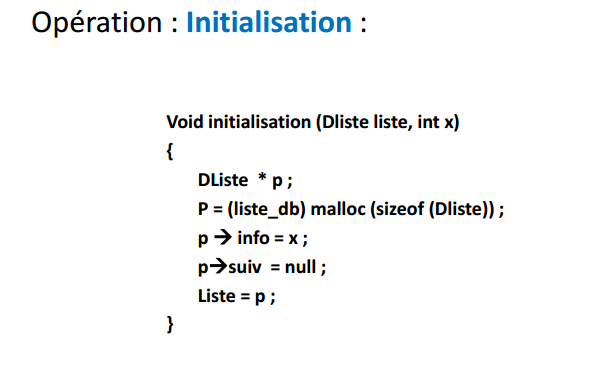 Opération : Initialisation :
Void initialisation (Dliste liste, int x)
{
DListe * p ;
P = (liste_db) malloc (sizeof (Dliste)) ;
p → info = x ;
p→suiv = null ;
Liste = p ;
}